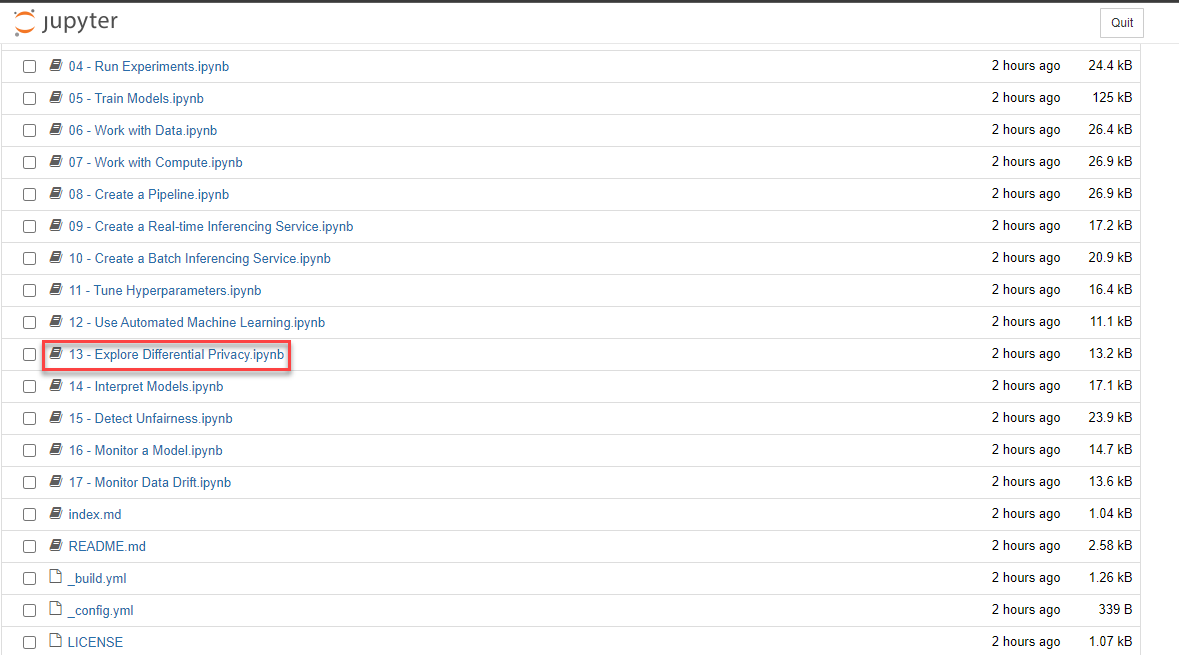 jupyter Quit
04 - Run Experiments.ipynb 2 hours ago 24.4 kB
05 - Train Models.ipynb 2 hours ago 125 kB
06 - Work with Data.ipynb 2 hours ago 26.4 kB
07 - Work with Compute.ipynb 2 hours ago 26.9 kB
08 - Create a Pipeline.ipynb 2 hours ago 26.9 kB
09 - Create a Real-time Inferencing Service.ipynb 2 hours ago 17.2 kB
10 - Create a Batch Inferencing Service.ipynb 2 hours ago 20.9 kB
11 - Tune Hyperparameters.ipynb 2 hours ago 16.4 kB
12 - Use Automated Machine Learning.ipynb 2 hours ago 11.1 kB
13 - Explore Differential Privacy.ipynb 2 hours ago 13.2 kB
14 - Interpret Models.ipynb 2 hours ago 17.1 kB
15 - Detect Unfairness.ipynb 2 hours ago 23.9 kB
16 - Monitor a Model.ipynb 2 hours ago 14.7 kB
17 - Monitor Data Drift.ipynb 2 hours ago 13.6 kB
index.md 2 hours ago 1.04 kB
README.md 2 hours ago 2.58 kB
_build.yml 2 hours ago 1.26 kB
_config.yml 2 hours ago 339 B
LICENSE 2 hours ago 1.07 kB